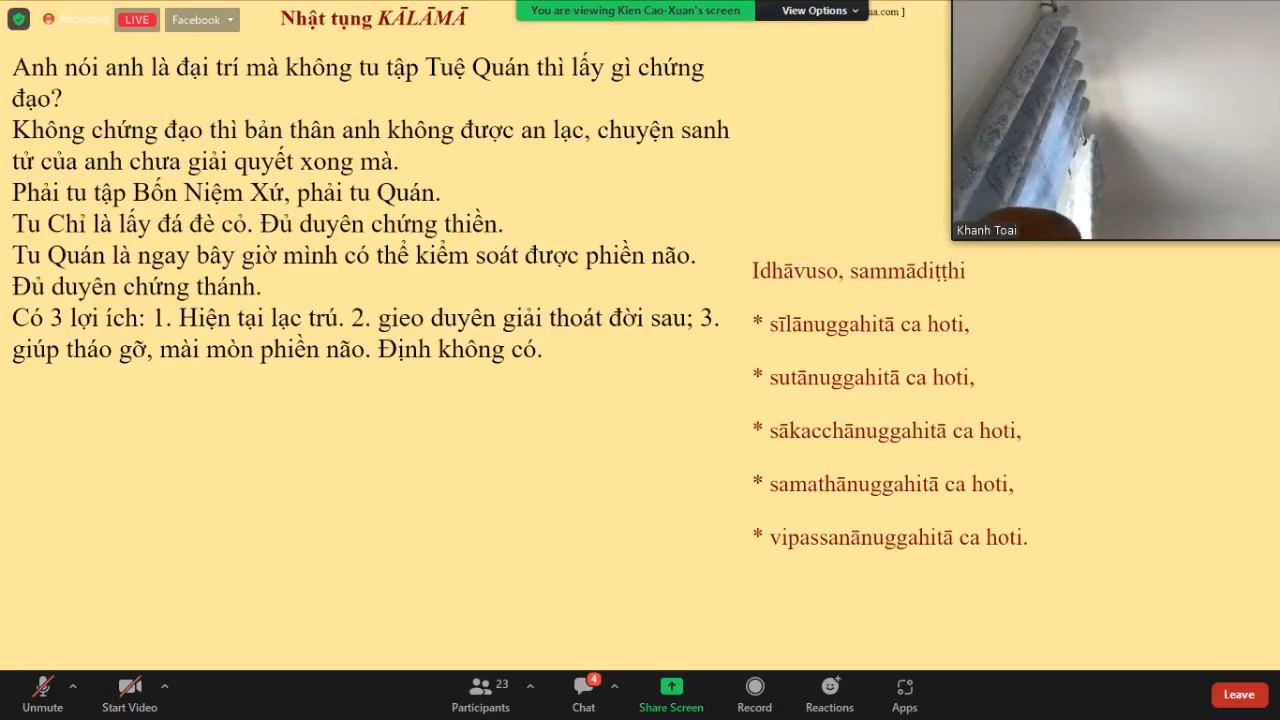 Recording
LIVE
Facebook
Nhật tụng KĀLĀMĀ
You are viewing Kien Cao-Xuan's screen
View Options
a.com ]
Anh nói anh là đại trí mà không tu tập Tuệ Quán thì lấy gì chứng
đạo?
Không chứng đạo thì bản thân anh không được an lạc, chuyện sanh
tử của anh chưa giải quyết xong mà.
Phải tu tập Bốn Niệm Xứ, phải tu Quán.
Tu Chỉ là lấy đá đè cỏ. Đủ duyên chứng thiền.
Tu Quán là ngay bây giờ mình có thể kiểm soát được phiền não.
Đủ duyên chứng thánh.
Có 3 lợi ích: 1. Hiện tại lạc trú. 2. gieo duyên giải thoát đời sau; 3.
giúp tháo gỡ, mài mòn phiền não. Định không có.
Khanh Toai
Idhāvuso, sammādiṭṭhi
* sīlānuggahitā ca hoti,
* sutānuggahitā ca hoti,
* sākacchānuggahitā ca hoti,
* samathānuggahitā ca hoti,
* vipassanānuggahitā ca hoti.
Unmute
Start Video
23
Participants
4
Chat
Share Screen
Record
Reactions
Apps
Leave